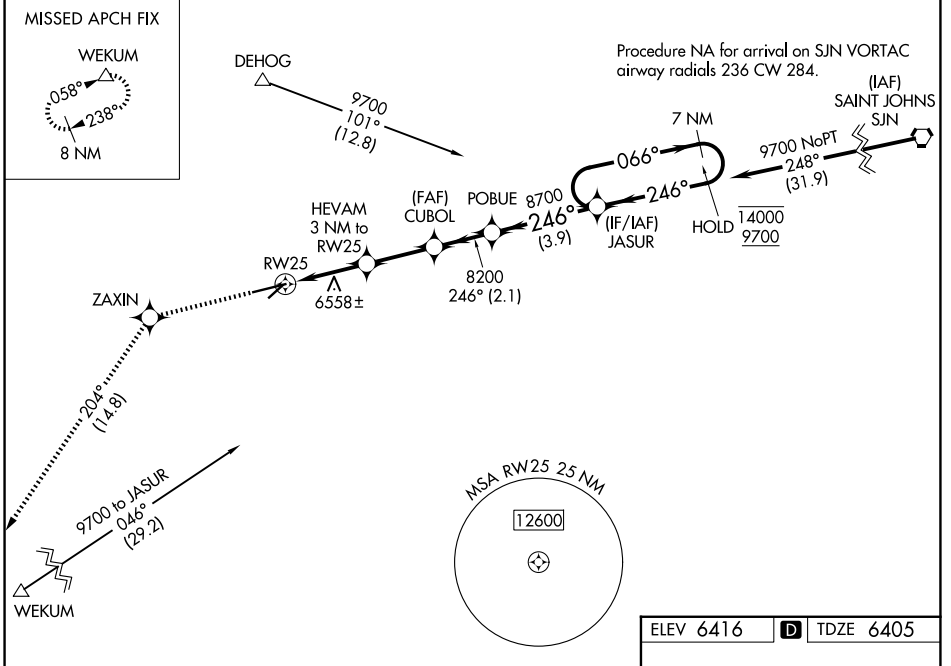 MISSED APCH FIX
WEKUM
058°
238°
8 NM
DEHOG
9700
101°
(12.8)
Procedure NA for arrival on SJN VORTAC
airway radials 236 CW 284.
(IAF)
SAINT JOHNS
SJN
7 NM
9700 NoPT
248°
(31.9)
066°
246°
HOLD
14000
9700
(IF/IAF)
JASUR
8700
246°
(3.9)
POBUE
(FAF)
CUBOL
8200
246° (2.1)
HEVAM
3 NM to
RW25
RW25
6558±
ZAXIN
204°
(14.8)
9700 to JASUR
046°
(29.2)
WEKUM
MSA RW25 25 NM
12600
ELEV 6416 D TDZE 6405